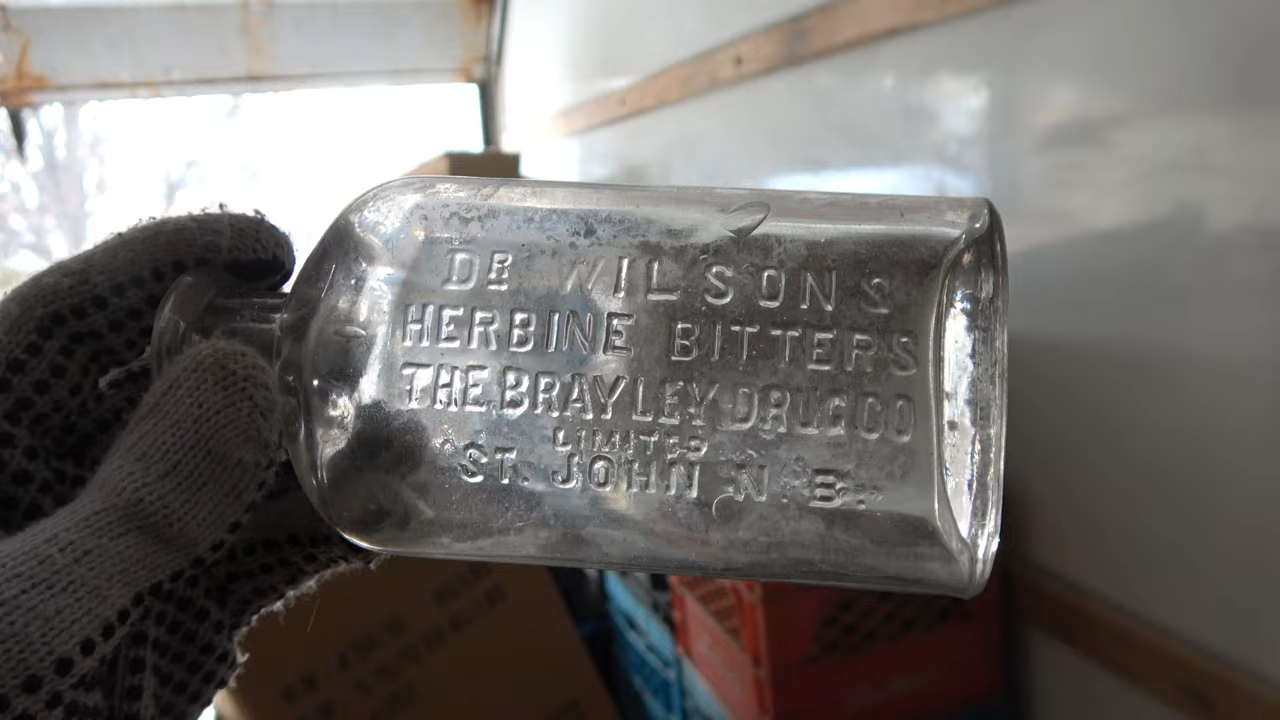 DR WILSONS
HERBINE BITTERS
THE BRAYLEY DRUG CO
LIMITED
ST. JOHN N.B.